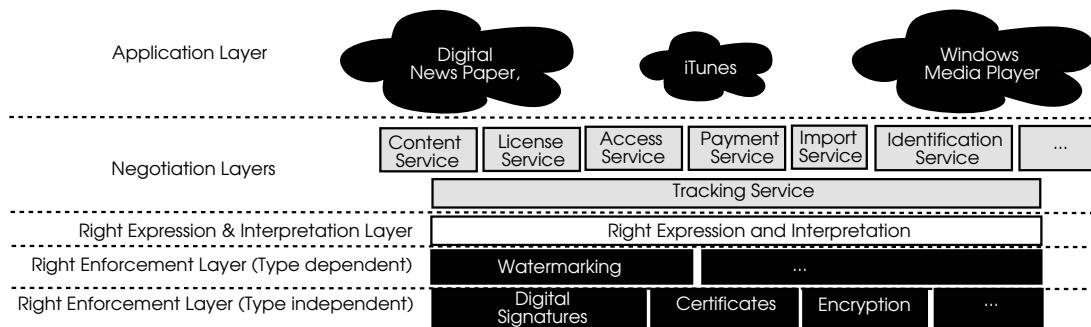 Application Layer
Digital
News Paper,
iTunes
Windows
Media Player
Negotiation Layers
Content
Service
License
Service
Access
Service
Payment
Service
Import
Service
Identification
Service
...
Tracking Service
Right Expression & Interpretation Layer
Right Expression and Interpretation
Right Enforcement Layer (Type dependent)
Watermarking
...
Right Enforcement Layer (Type independent)
Digital
Signatures
Certificates
Encryption
...